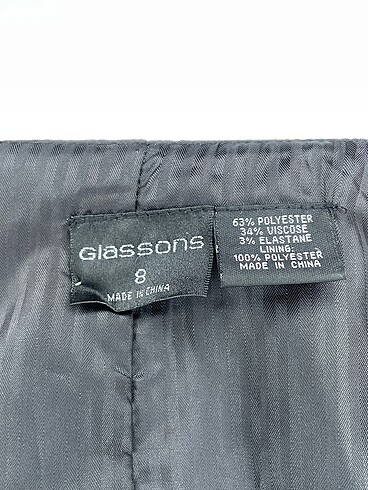 Glassons
8
MADE IN CHINA
63% POLYESTER
34% VISCOSE
3% ELASTANE
LINING:
100% POLYESTER
MADE IN CHINA